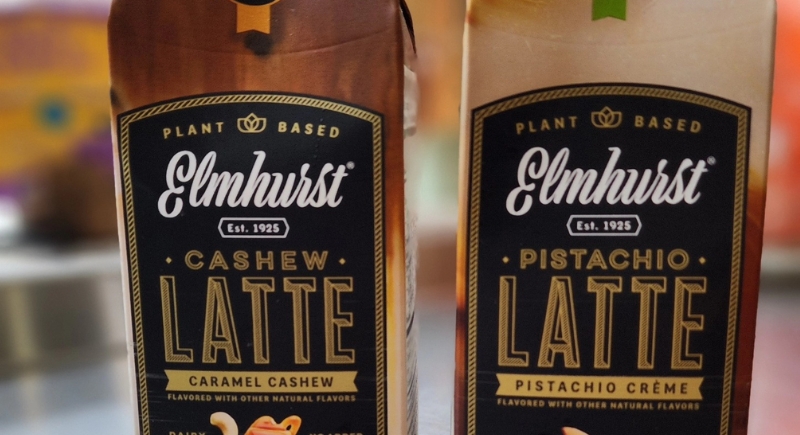 PLANT BASED
Elmhurst®
Est. 1925
· CASHEW ·
LATTE
CARAMEL CASHEW
FLAVORED WITH OTHER NATURAL FLAVORS
DAIRY
PLANT BASED
Elmhurst®
Est. 1925
· PISTACHIO ·
LATTE
PISTACHIO CRÈME
FLAVORED WITH OTHER NATURAL FLAVORS